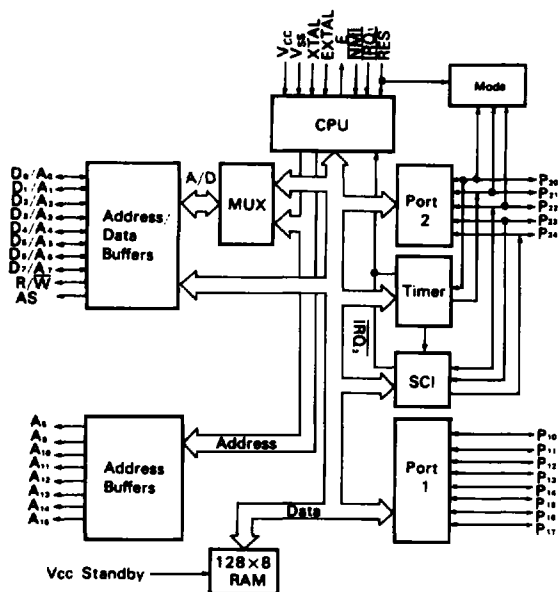 Vcc
Vss
XTAL
EXTAL
E
NMI
IRQ₁
RES
CPU
Mode
D₀/A₀
D₁/A₁
D₂/A₂
D₃/A₃
D₄/A₄
D₅/A₅
D₆/A₆
D₇/A₇
R/W
AS
Address/
Data
Buffers
A/D
MUX
Port
2
P₂₀
P₂₁
P₂₂
P₂₃
P₂₄
Timer
IRQ₂
SCI
A₈
A₉
A₁₀
A₁₁
A₁₂
A₁₃
A₁₄
A₁₅
Address
Buffers
Address
Data
Port
1
P₁₀
P₁₁
P₁₂
P₁₃
P₁₄
P₁₅
P₁₆
P₁₇
Vcc Standby
128×8
RAM